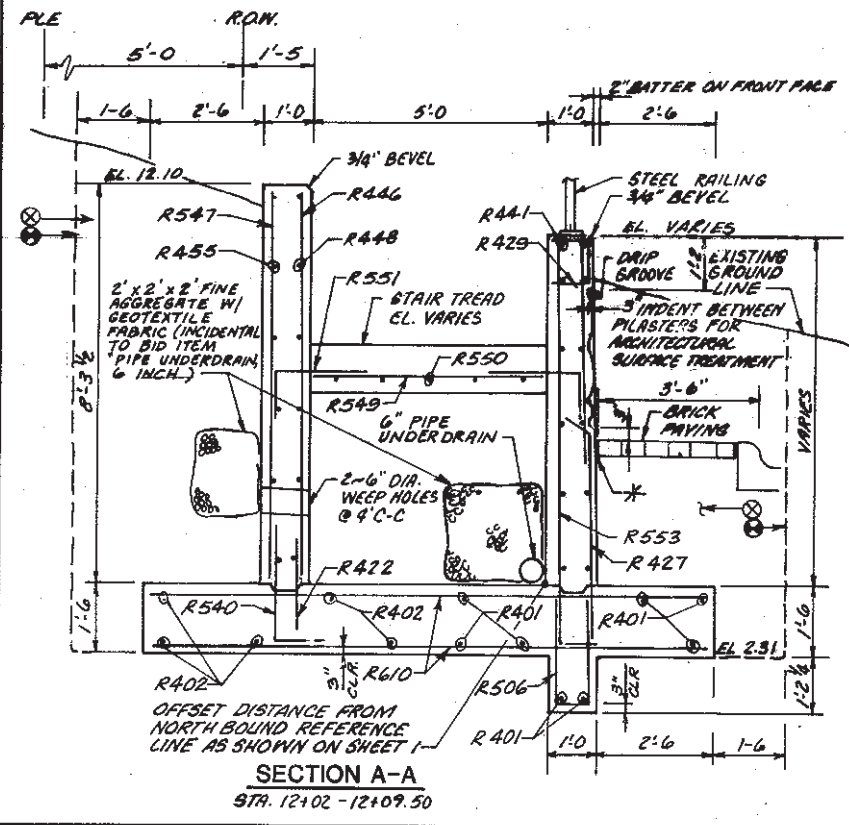 PLE
R.O.W.
5'-0
1'-5
2" BATTER ON FRONT FACE
1-6
2'-6
1'-0
5'-0
1'-0
2'-6
3/4" BEVEL
STEEL RAILING
EL. 12.10
R446
R441
3/4" BEVEL
R547
R429
EL. VARIES
R455
R448
DRIP
GROOVE
EXISTING
GROUND
LINE
R551
2' x 2' x 2' FINE
AGGREGATE W/
GEOTEXTILE
FABRIC (INCIDENTAL
TO BID ITEM
"PIPE UNDERDRAIN,
6 INCH")
STAIR TREAD
EL. VARIES
3" INDENT BETWEEN
PILASTERS FOR
ARCHITECTURAL
SURFACE TREATMENT
8'-3 1/2
R550
R549
3'-6"
VARIES
6" PIPE
UNDERDRAIN
BRICK
PAVING
2~6" DIA.
WEEP HOLES
@ 4' C-C
R553
R427
R422
1'-6
R540
R402
R401
R401
1'-6
EL 2.31
R402
3"
CLR.
R610
R506
3"
CLR
1'-2 1/4
OFFSET DISTANCE FROM
NORTH BOUND REFERENCE
LINE AS SHOWN ON SHEET 1
R401
1'-0
2'-6
1-6
SECTION A-A
STA. 12+02 - 12+09.50